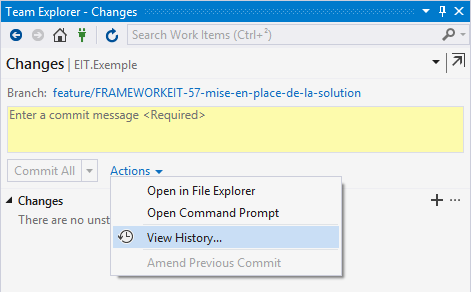 Team Explorer - Changes
Search Work Items (Ctrl+')
Changes | EIT.Exemple
Branch: feature/FRAMEWORKEIT-57-mise-en-place-de-la-solution
Enter a commit message <Required>
Commit All Actions
Open in File Explorer
Open Command Prompt
View History...
Amend Previous Commit
Changes
There are no unst